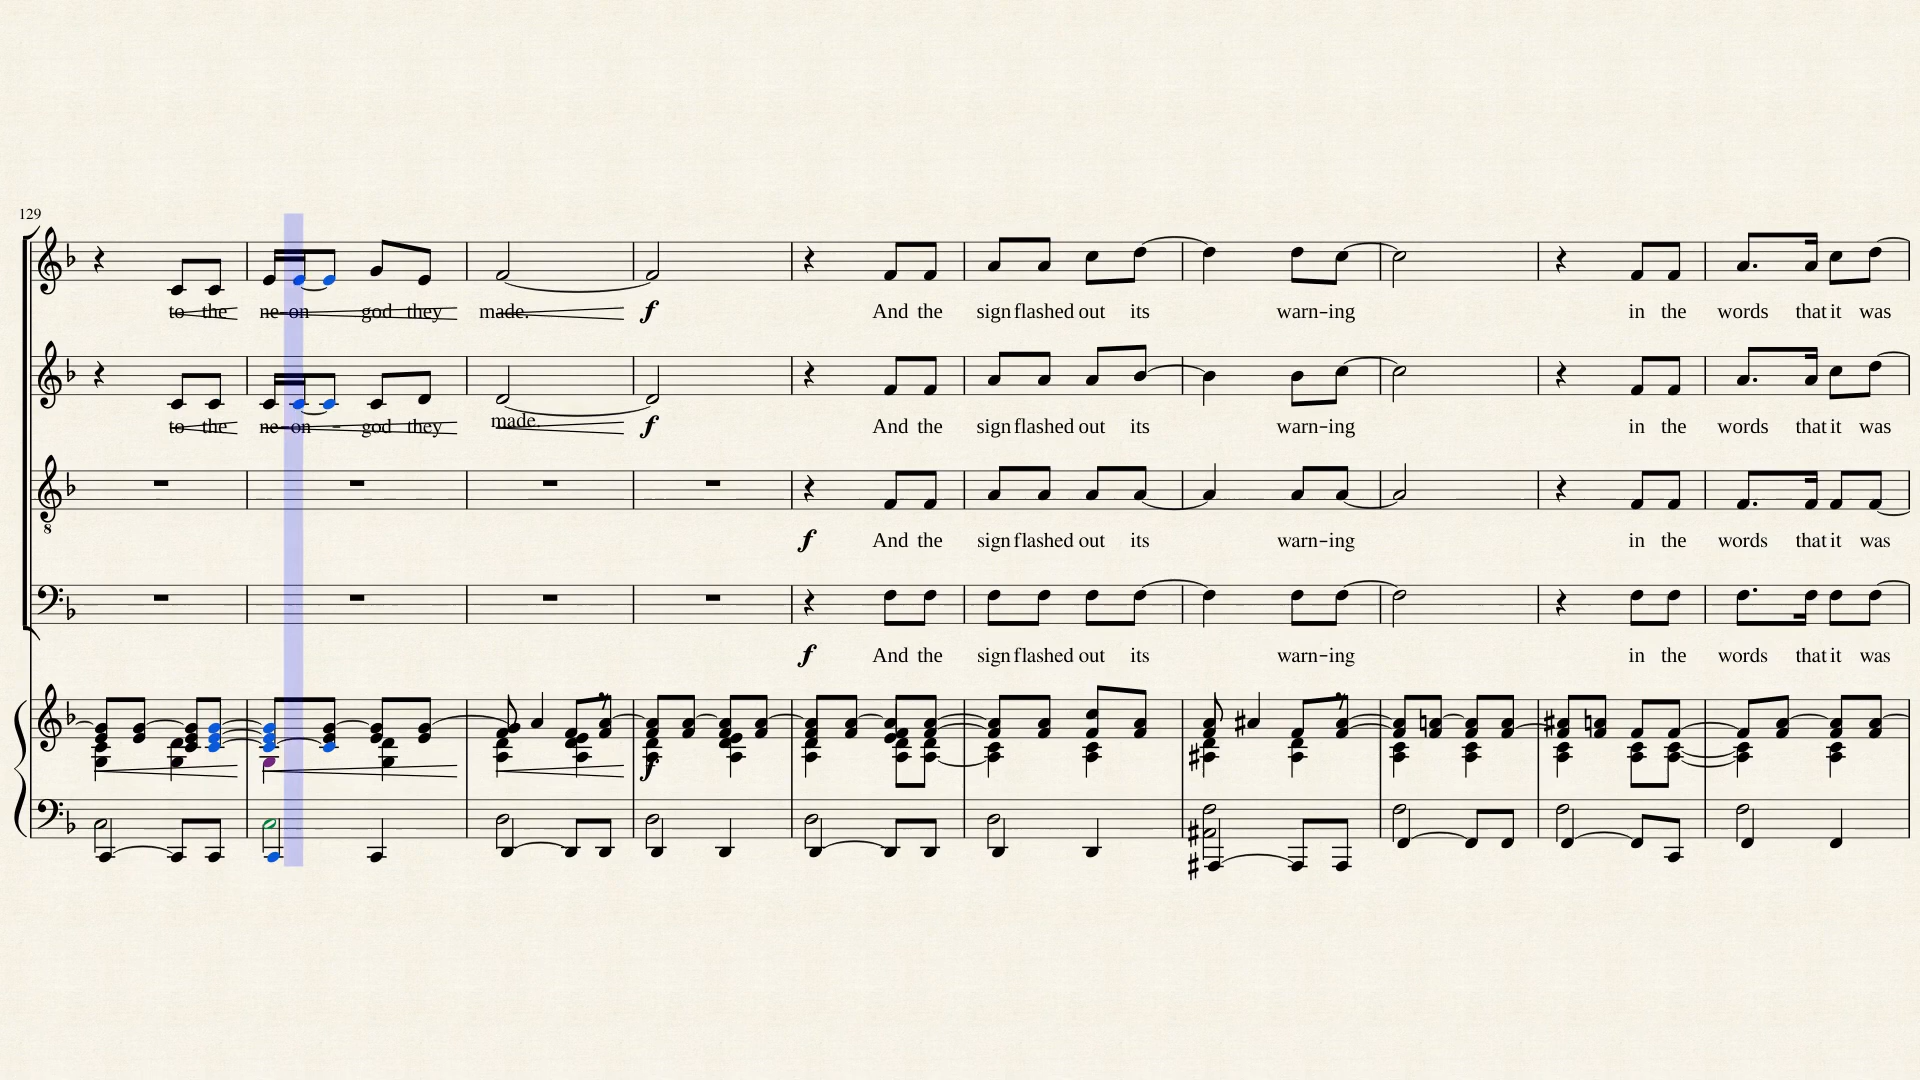 129
to the ne-on god they made. f And the sign flashed out its warn-ing in the words that it was
to the ne-on - god they made. f And the sign flashed out its warn-ing in the words that it was
f And the sign flashed out its warn-ing in the words that it was
f And the sign flashed out its warn-ing in the words that it was
f